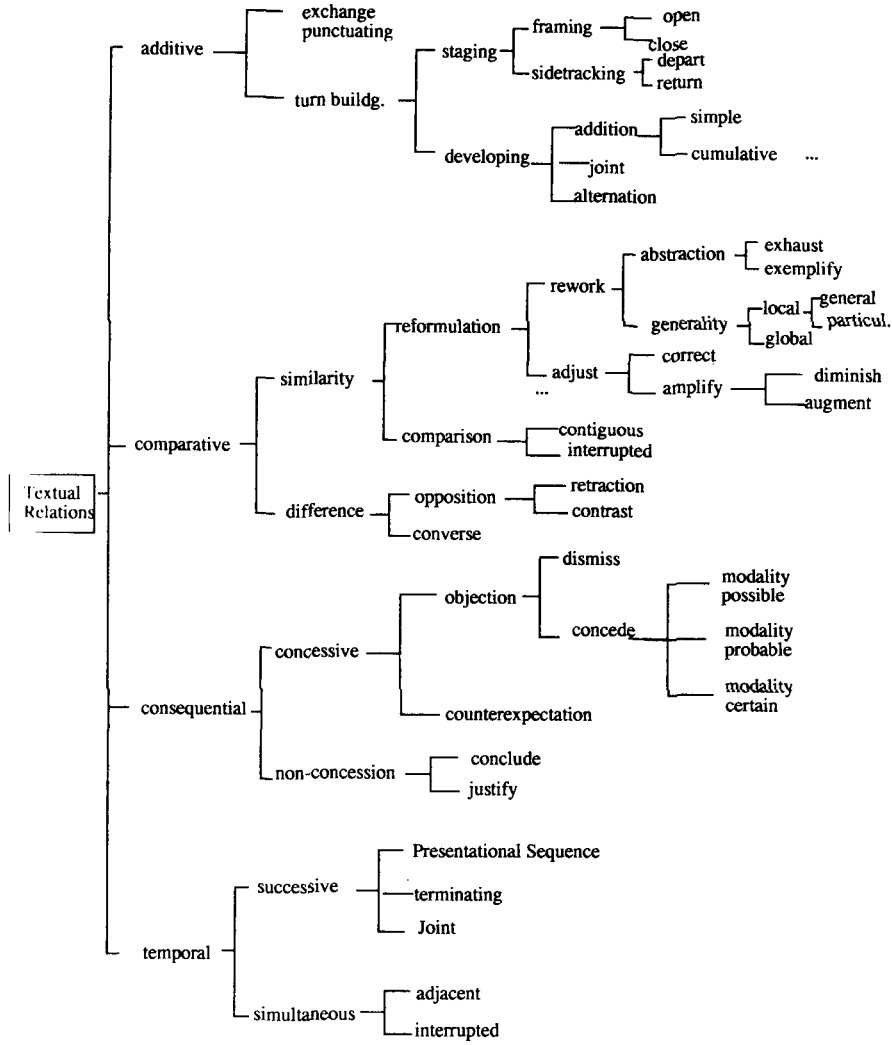 exchange
punctuating
open
framing
close
additive
staging
depart
sidetracking
return
turn buildg.
simple
addition
developing
cumulative ...
joint
alternation
exhaust
abstraction
exemplify
rework
general
local
reformulation
generality
particul.
global
correct
similarity
adjust
diminish
...
amplify
augment
contiguous
comparison
comparative
interrupted
Textual
Relations
retraction
opposition
difference
contrast
converse
dismiss
modality
possible
objection
concede
modality
probable
concessive
modality
certain
consequential
counterexpectation
conclude
non-concession
justify
Presentational Sequence
successive
terminating
Joint
temporal
adjacent
simultaneous
interrupted